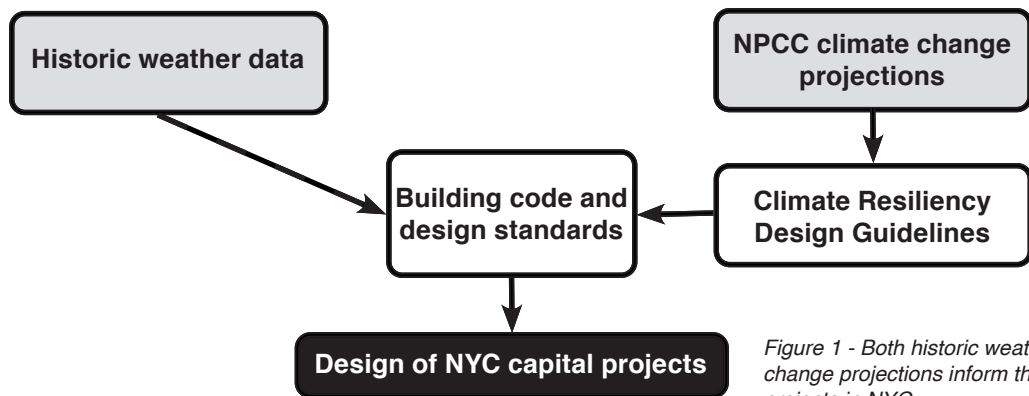 Historic weather data
NPCC climate change
projections
Building code and
design standards
Climate Resiliency
Design Guidelines
Design of NYC capital projects
Figure 1 - Both historic weat
change projections inform th